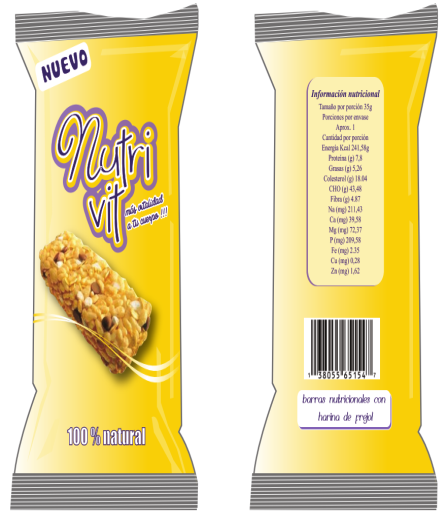 NUEVO
Nutri
vit
más vitalidad
a tu cuerpo !!!
100 % natural
Información nutricional
Tamaño por porción 35g
Porciones por envase
Aprox. 1
Cantidad por porción
Energía Kcal 241,58g
Proteína (g) 7,8
Grasas (g) 5,26
Colesterol (g) 18.04
CHO (g) 43,48
Fibra (g) 4.87
Na (mg) 211,43
Ca (mg) 39,58
Mg (mg) 72,37
P (mg) 209,58
Fe (mg) 2.35
Cu (mg) 0,28
Zn (mg) 1,62
1 38055 65154 7
barras nutricionales con
harina de frejol